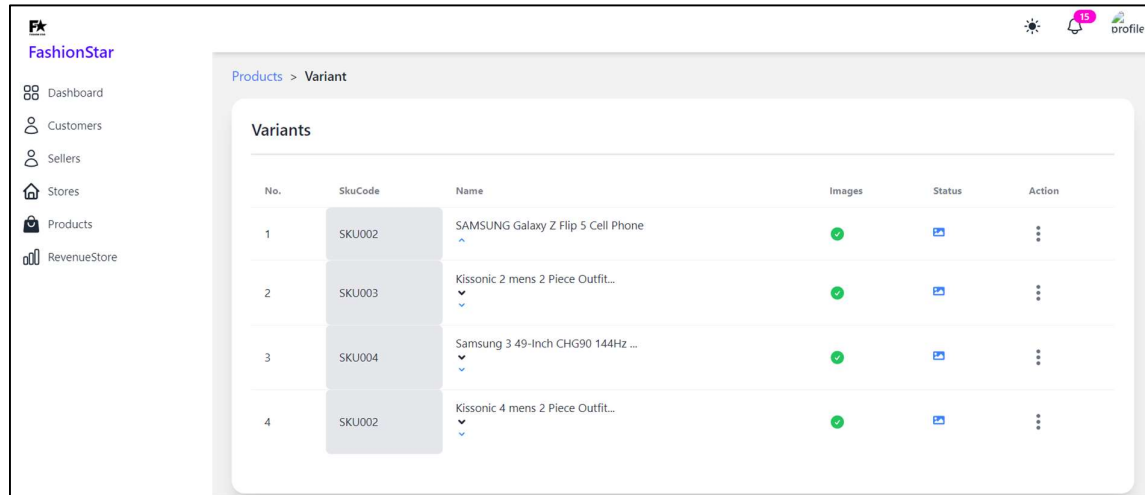 FashionStar
Dashboard
Customers
Sellers
Stores
Products
RevenueStore
15
profile
Products > Variant
Variants
No. SkuCode Name Images Status Action
1 SKU002 SAMSUNG Galaxy Z Flip 5 Cell Phone
2 SKU003 Kissonic 2 mens 2 Piece Outfit...
3 SKU004 Samsung 3 49-Inch CHG90 144Hz ...
4 SKU002 Kissonic 4 mens 2 Piece Outfit...